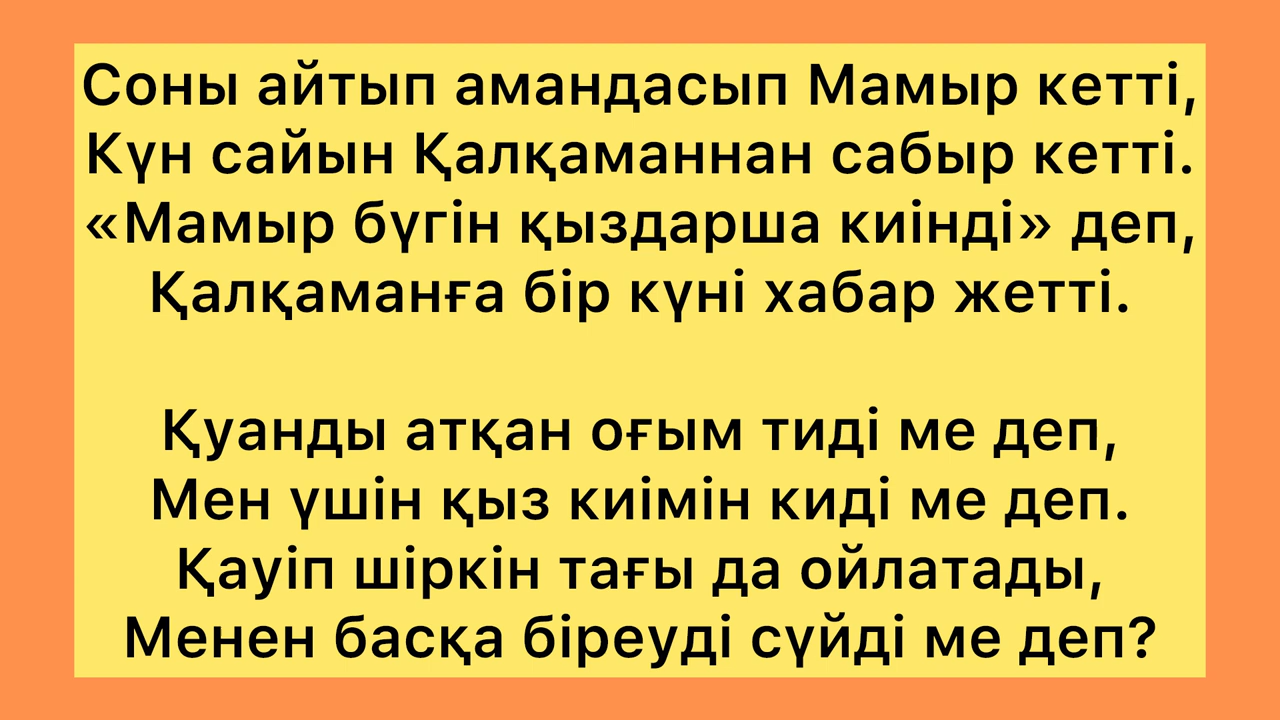 Соны айтып амандасып Мамыр кетті,
Күн сайын Қалқаманнан сабыр кетті.
«Мамыр бүгін қыздарша киінді» деп,
Қалқаманға бір күні хабар жетті.
Қуанды атқан оғым тиді ме деп,
Мен үшін қыз киімін киді ме деп.
Қауіп шіркін тағы да ойлатады,
Менен басқа біреуді сүйді ме деп?